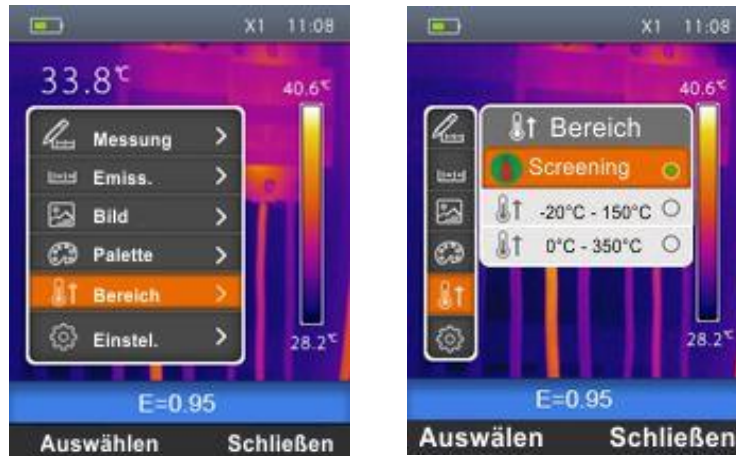 X1 11:08
33.8℃
40.6℃
Messung
Emiss.
Bild
Palette
Bereich
Einstel.
28.2℃
E=0.95
Auswählen Schließen
X1 11:08
40.6℃
Bereich
Screening
-20°C - 150°C
0°C - 350°C
28.2℃
E=0.95
Auswälen Schließen